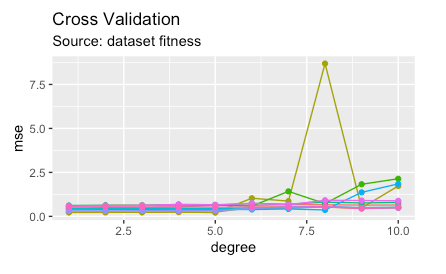 Cross Validation
Source: dataset fitness
7.5
5.0
2.5
0.0
mse
2.5 5.0 7.5 10.0
degree